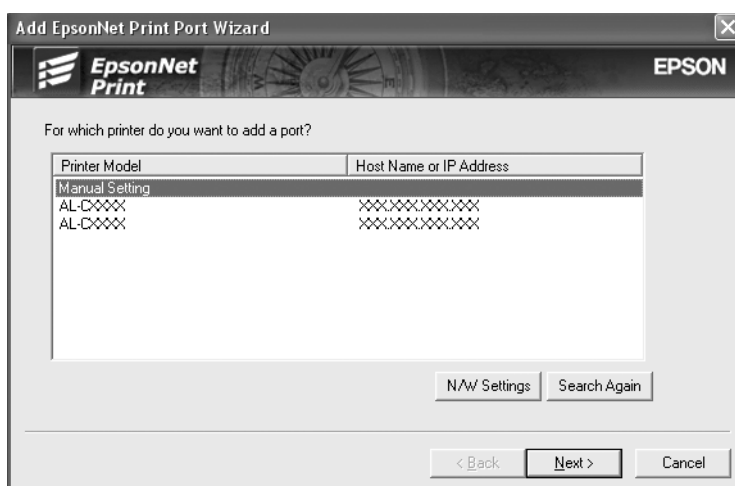 Add EpsonNet Print Port Wizard
EpsonNet
Print
EPSON
For which printer do you want to add a port?
Printer Model Host Name or IP Address
Manual Setting
AL-CXXXX XXX.XXX.XXX.XXX
AL-CXXXX XXX.XXX.XXX.XXX
N/W Settings Search Again
< Back Next > Cancel